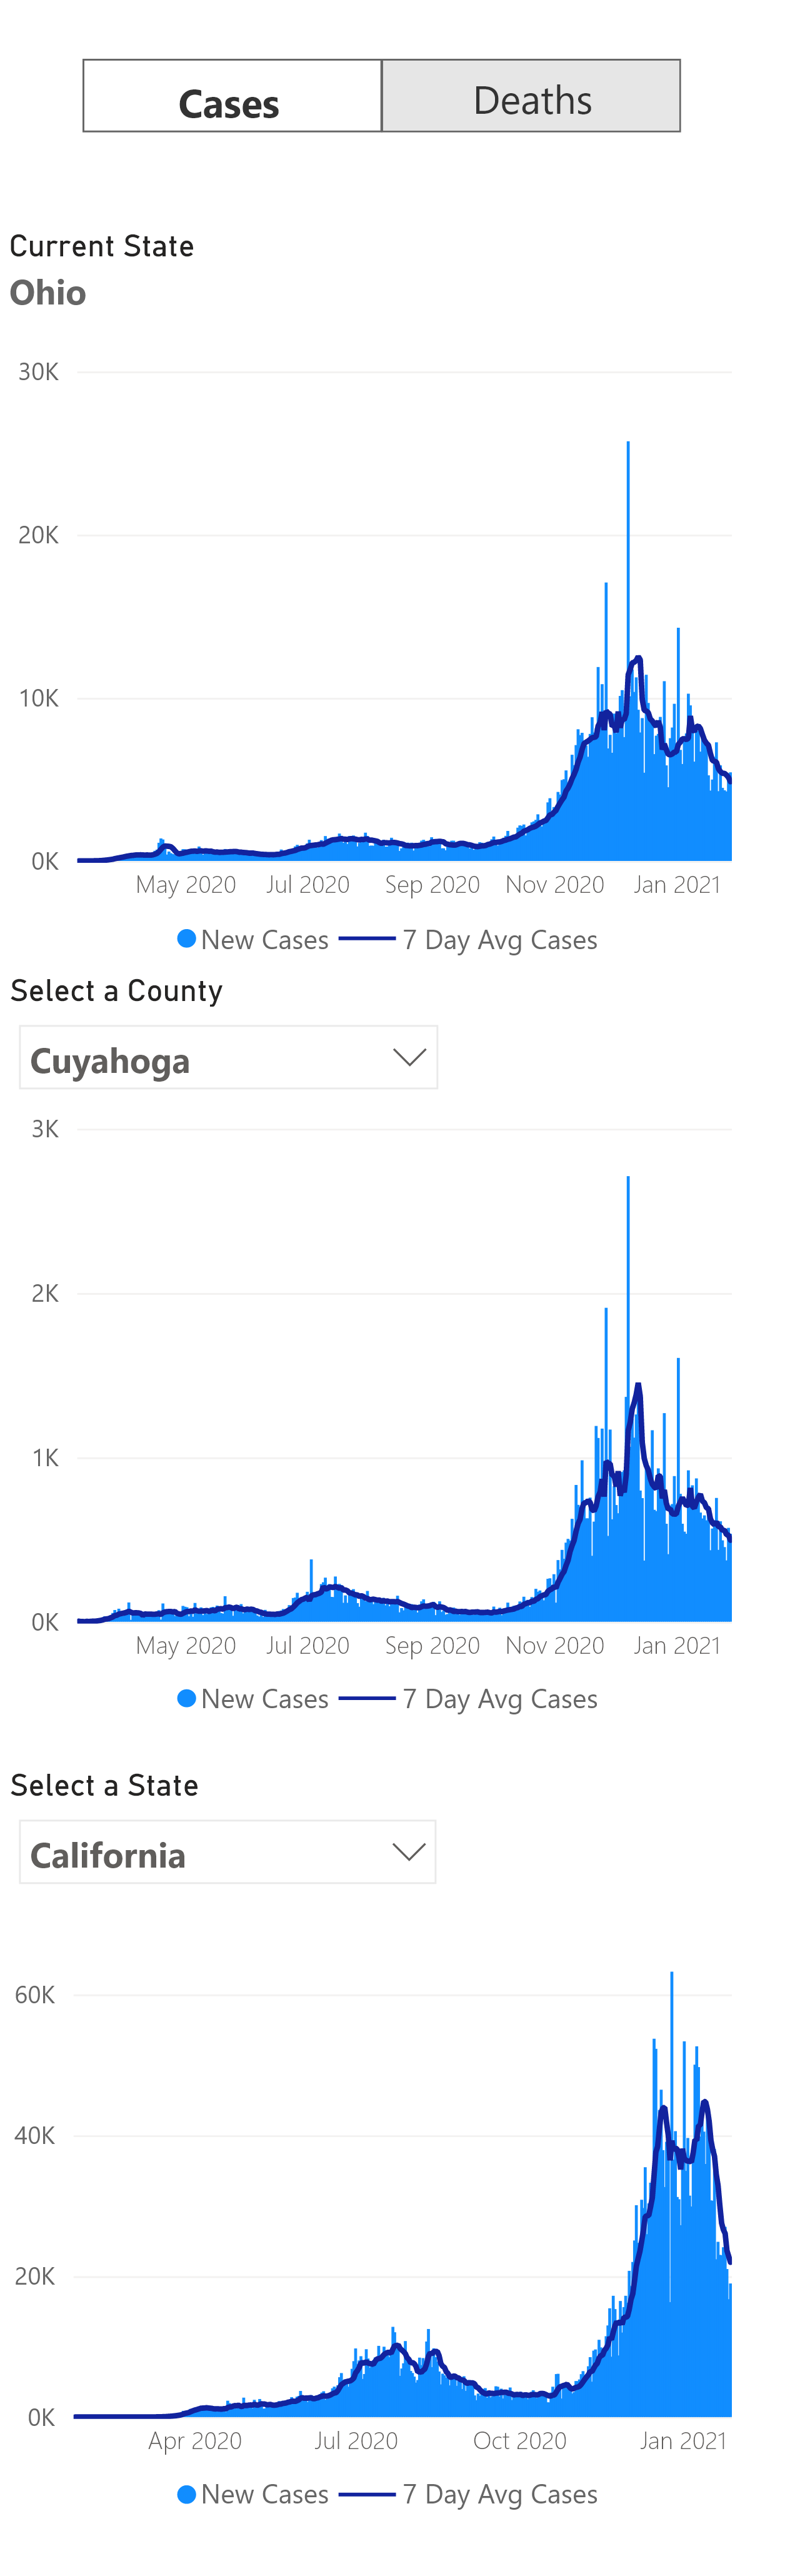 Cases Deaths
Current State
Ohio
30K
20K
10K
0K
May 2020 Jul 2020 Sep 2020 Nov 2020 Jan 2021
New Cases 7 Day Avg Cases
Select a County
Cuyahoga
3K
2K
1K
0K
May 2020 Jul 2020 Sep 2020 Nov 2020 Jan 2021
New Cases 7 Day Avg Cases
Select a State
California
60K
40K
20K
0K
Apr 2020 Jul 2020 Oct 2020 Jan 2021
New Cases 7 Day Avg Cases